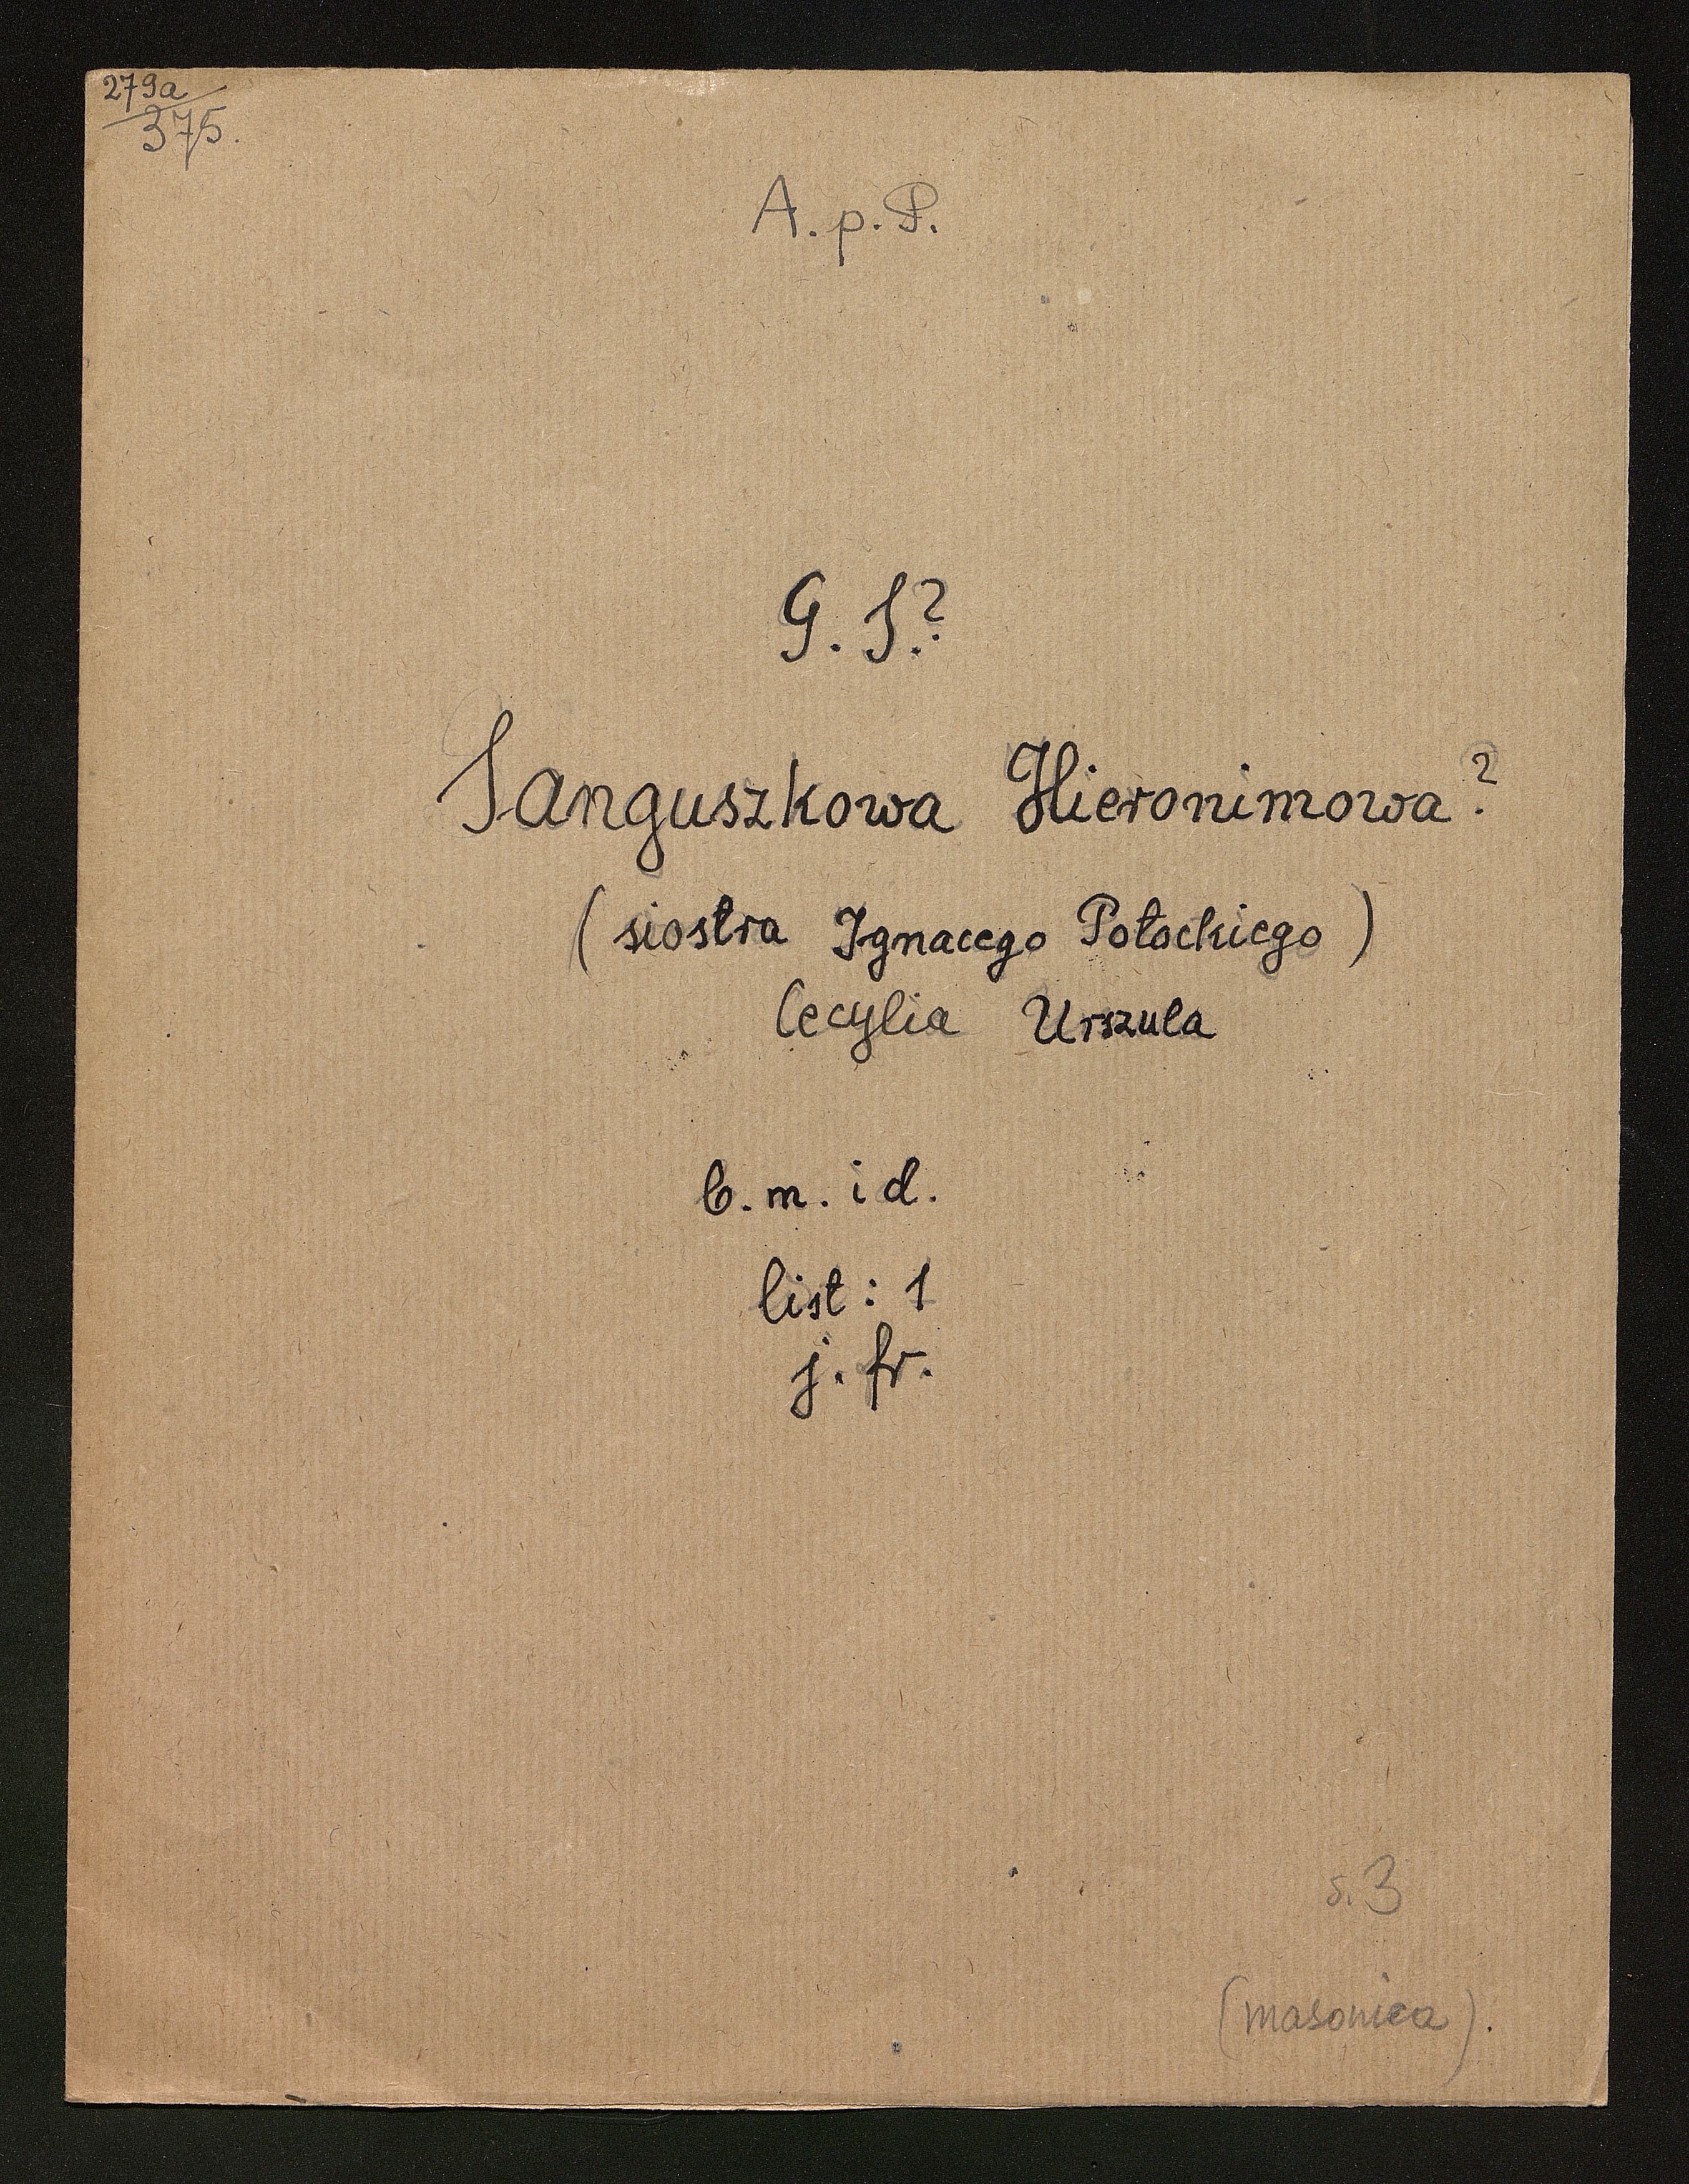 279a
375.
A. p. P.
G. S.?
Sanguszkowa Hieronimowa?
( siostra Ignacego Potockiego )
Cecylia Urszula
b. m. i d.
list : 1
j. fr.
s. 3
(masonica).